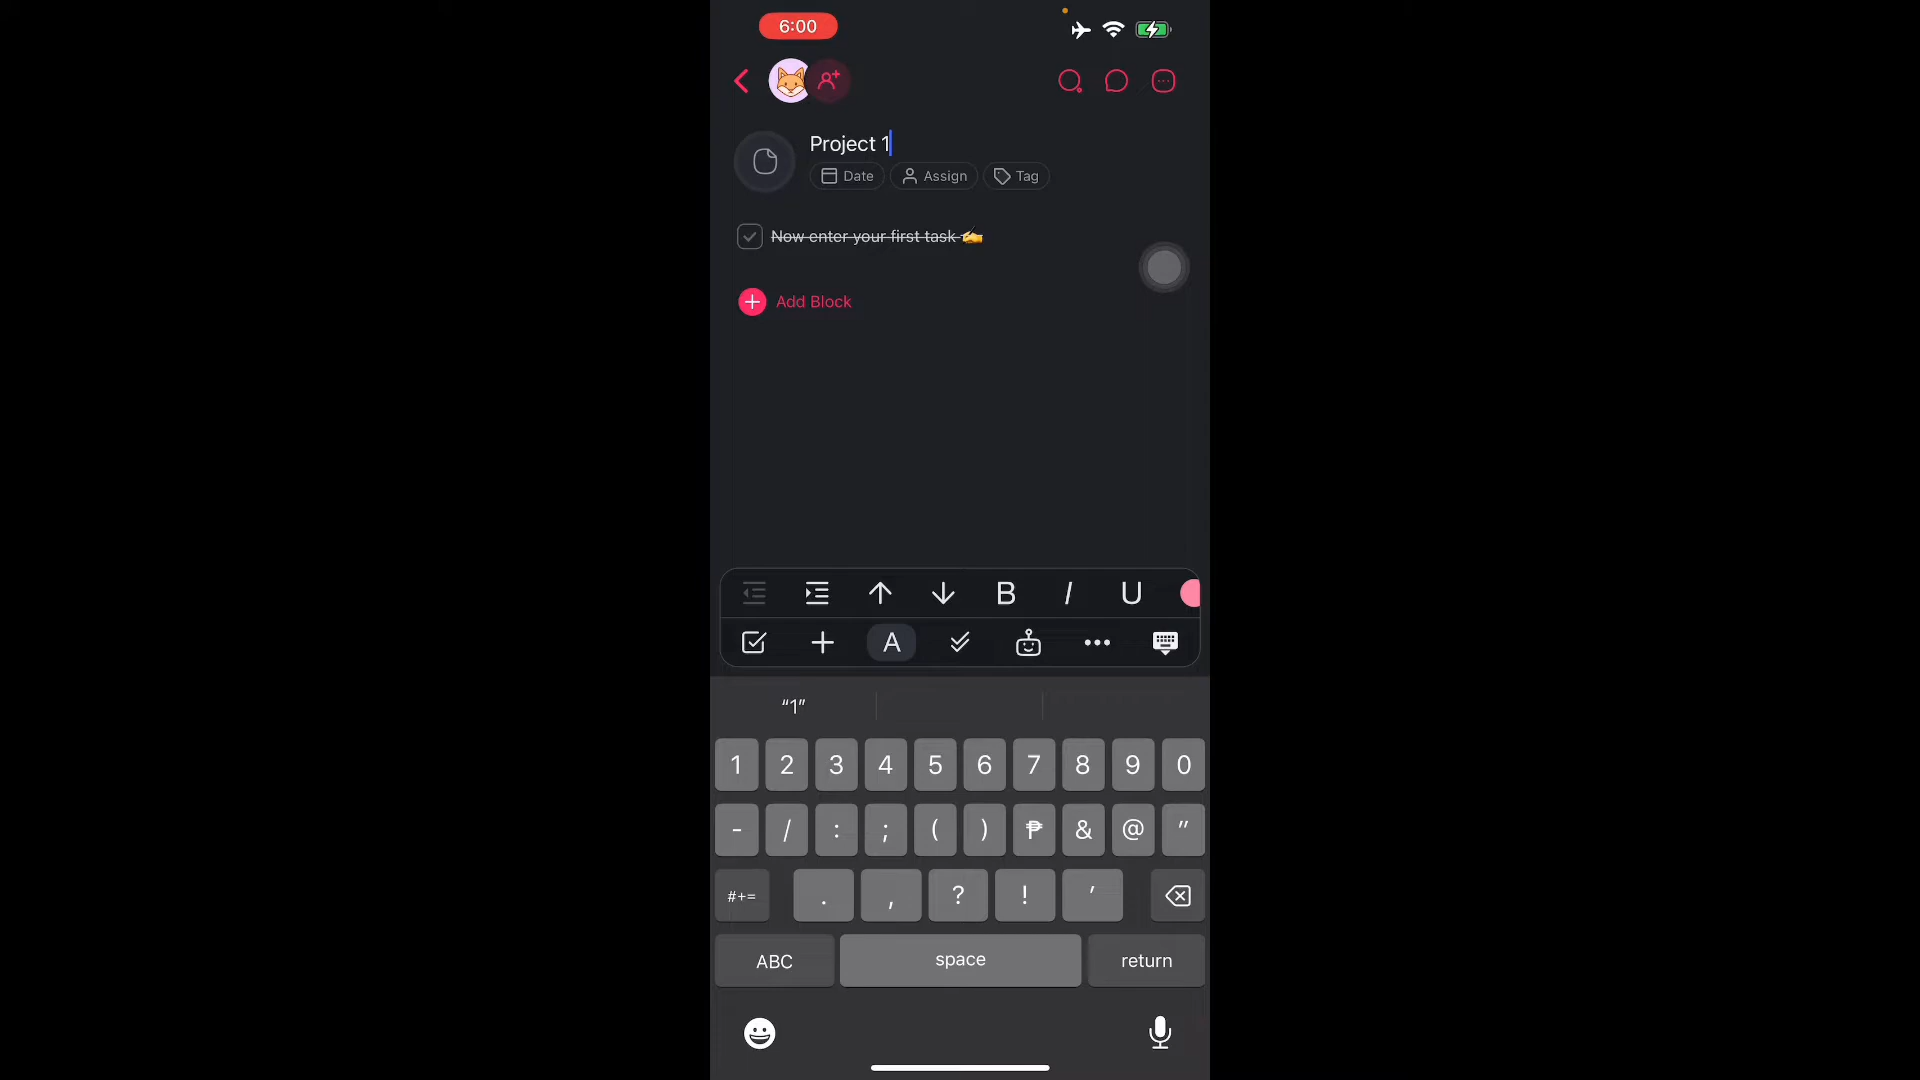 6:00
Project 1
Date Assign Tag
Now enter your first task ✍️
Add Block
B I U
A
“1”
1 2 3 4 5 6 7 8 9 0
- / : ; ( ) ₱ & @ "
#+= . , ? ! '
ABC space return